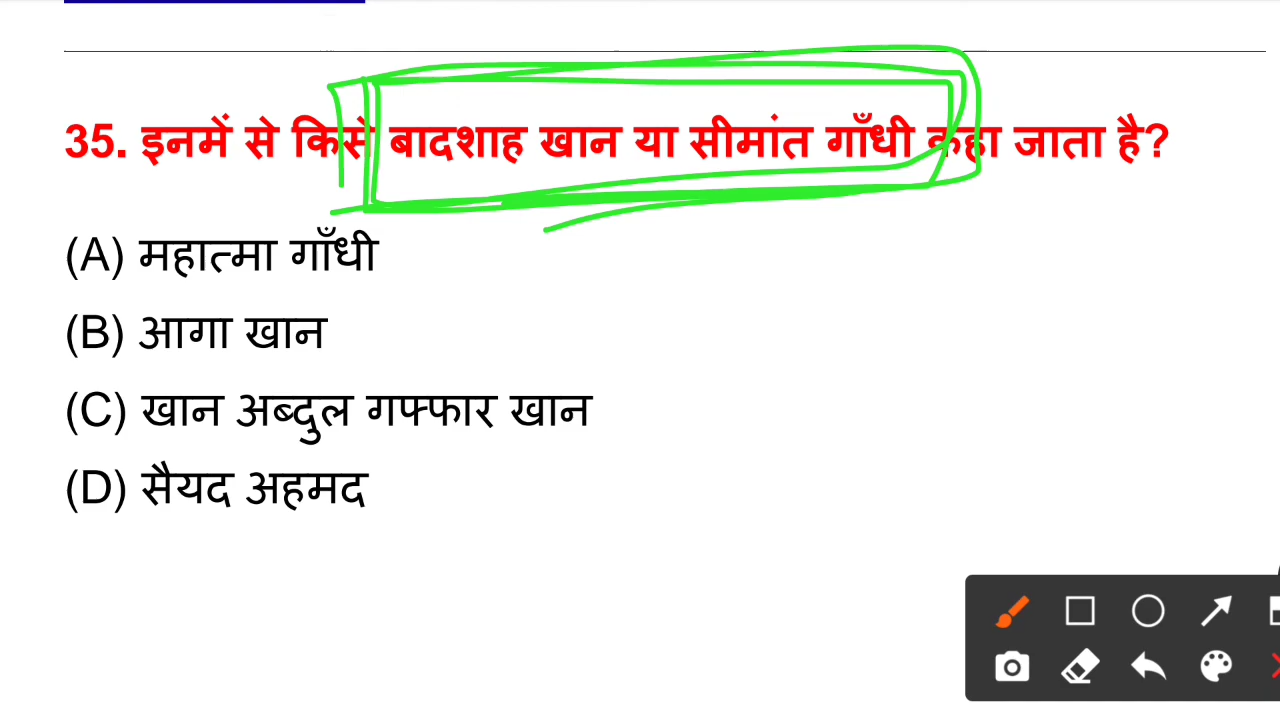 35. इनमें से किसे बादशाह खान या सीमांत गाँधी कहा जाता है?
(A) महात्मा गाँधी
(B) आगा खान
(C) खान अब्दुल गफ्फार खान
(D) सैयद अहमद